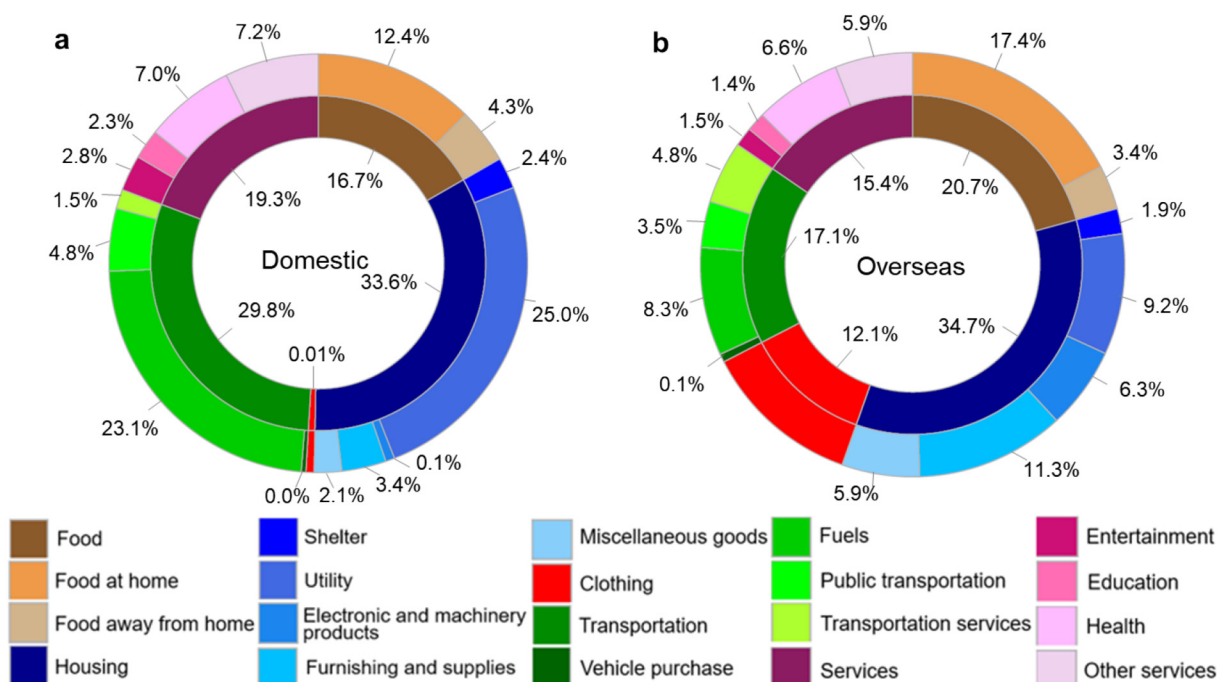 a
7.2%
12.4%
7.0%
4.3%
2.3%
2.4%
2.8%
16.7%
1.5%
19.3%
4.8%
Domestic
33.6%
25.0%
29.8%
0.01%
23.1%
0.1%
0.0%
2.1%
3.4%
b
5.9%
17.4%
6.6%
1.4%
1.5%
3.4%
4.8%
15.4%
20.7%
1.9%
3.5%
17.1%
Overseas
9.2%
8.3%
34.7%
12.1%
0.1%
6.3%
11.3%
5.9%
Food
Food at home
Food away from home
Housing
Shelter
Utility
Electronic and machinery
products
Furnishing and supplies
Miscellaneous goods
Clothing
Transportation
Vehicle purchase
Fuels
Public transportation
Transportation services
Services
Entertainment
Education
Health
Other services